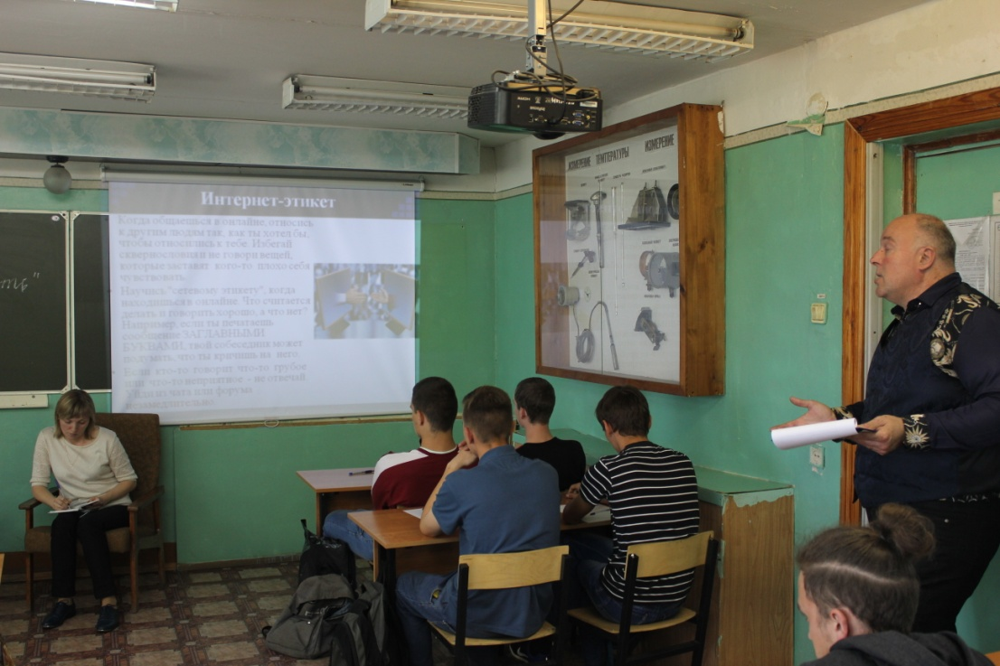 Интернет-этикет
Когда общаешься в онлайне, относись
к другим людям так, как ты хотел бы,
чтобы относились к тебе. Избегай
сквернословия и не говори вещей,
которые заставят кого-то плохо себя
чувствовать.
Научись "сетевому этикету", когда
находишься в онлайне. Что считается
делать и говорить хорошо, а что нет?
Например, если ты печатаешь
сообщение ЗАГЛАВНЫМИ
БУКВАМИ, твой собеседник может
подумать, что ты кричишь на него.
Если кто-то говорит что-то грубое
или что-то неприятное - не отвечай.
Уйди из чата или форума
незамедлительно.
ИЗМЕРЕНИЕ ТЕМПЕРАТУРЫ ИЗМЕРЕНИЕ